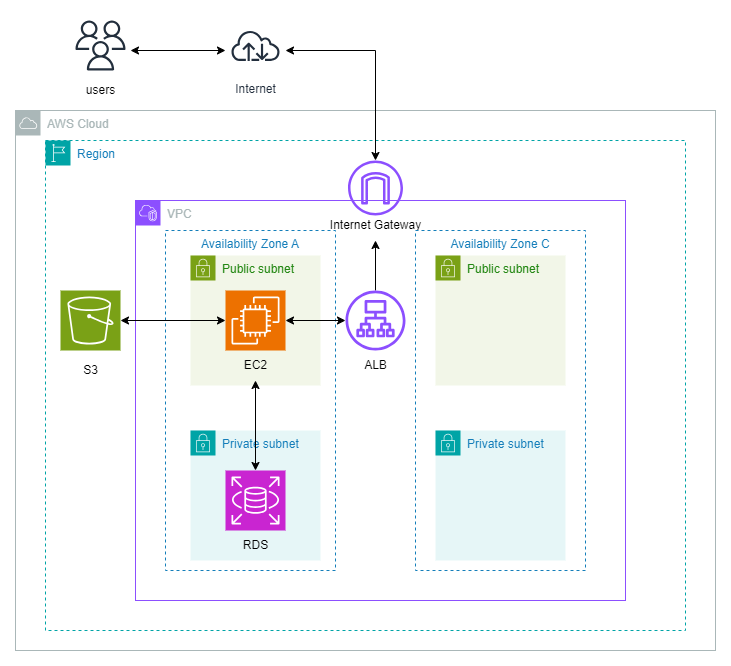 users
Internet
AWS Cloud
Region
VPC
Internet Gateway
Availability Zone A
Availability Zone C
Public subnet
Public subnet
S3
EC2
ALB
Private subnet
Private subnet
RDS